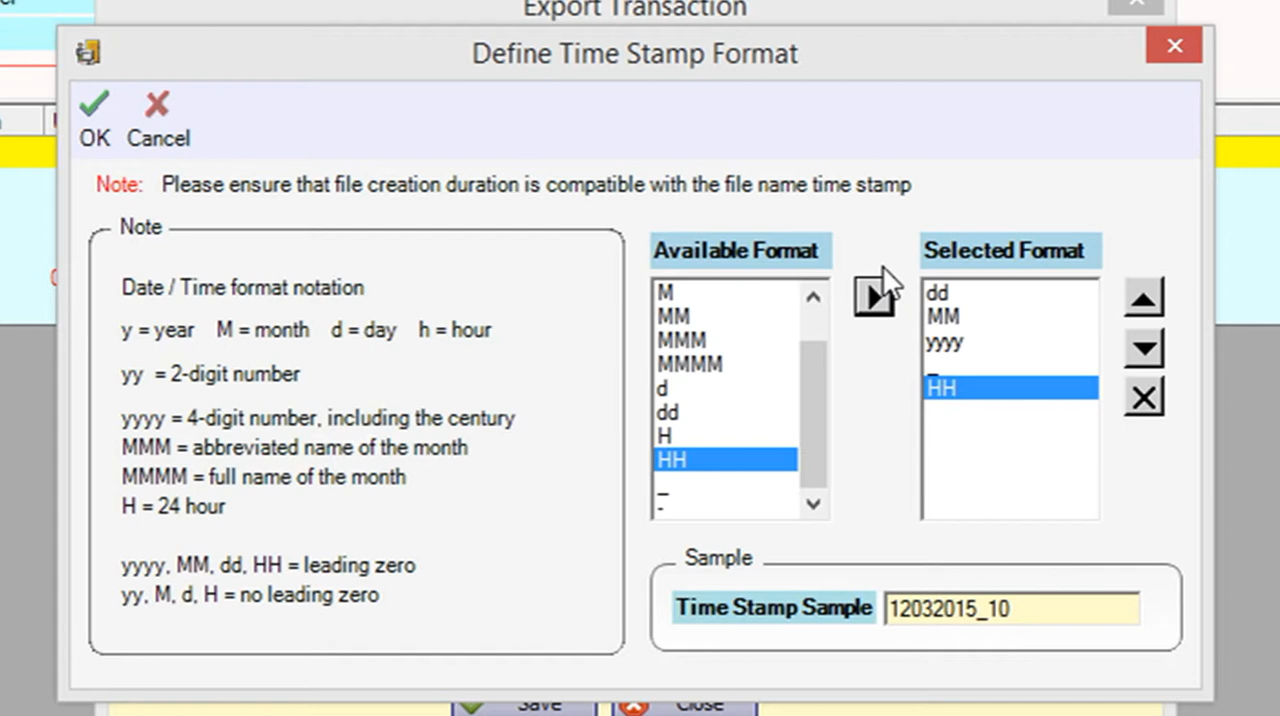 Export Transaction
Define Time Stamp Format
OK Cancel
Note: Please ensure that file creation duration is compatible with the file name time stamp
Note
Date / Time format notation
y = year M = month d = day h = hour
yy = 2-digit number
yyyy = 4-digit number, including the century
MMM = abbreviated name of the month
MMMM = full name of the month
H = 24 hour
yyyy, MM, dd, HH = leading zero
yy, M, d, H = no leading zero
Available Format
M
MM
MMM
MMMM
d
dd
H
HH
_
-
Selected Format
dd
MM
yyyy
_
HH
Sample
Time Stamp Sample 12032015_10
Save Close